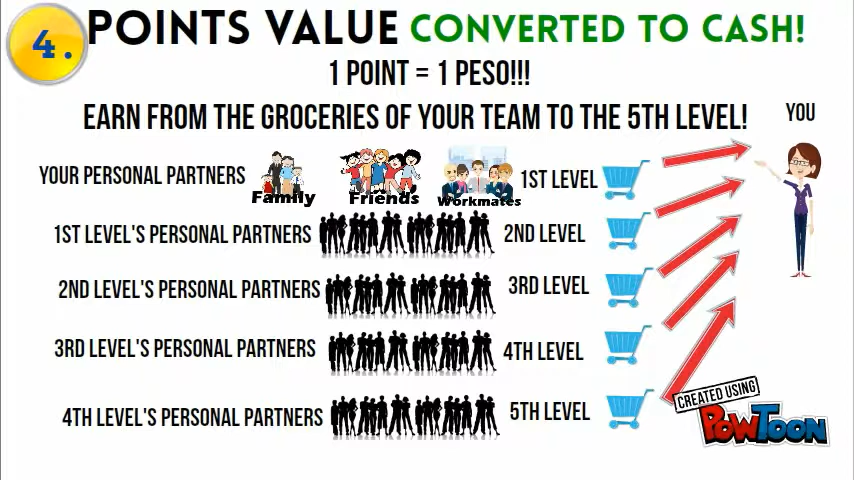 4.
POINTS VALUE CONVERTED TO CASH!
1 POINT = 1 PESO!!!
EARN FROM THE GROCERIES OF YOUR TEAM TO THE 5TH LEVEL!
YOU
YOUR PERSONAL PARTNERS
Family
Friends
Workmates
1ST LEVEL
1ST LEVEL'S PERSONAL PARTNERS
2ND LEVEL
2ND LEVEL'S PERSONAL PARTNERS
3RD LEVEL
3RD LEVEL'S PERSONAL PARTNERS
4TH LEVEL
4TH LEVEL'S PERSONAL PARTNERS
5TH LEVEL
CREATED USING
POWTOON